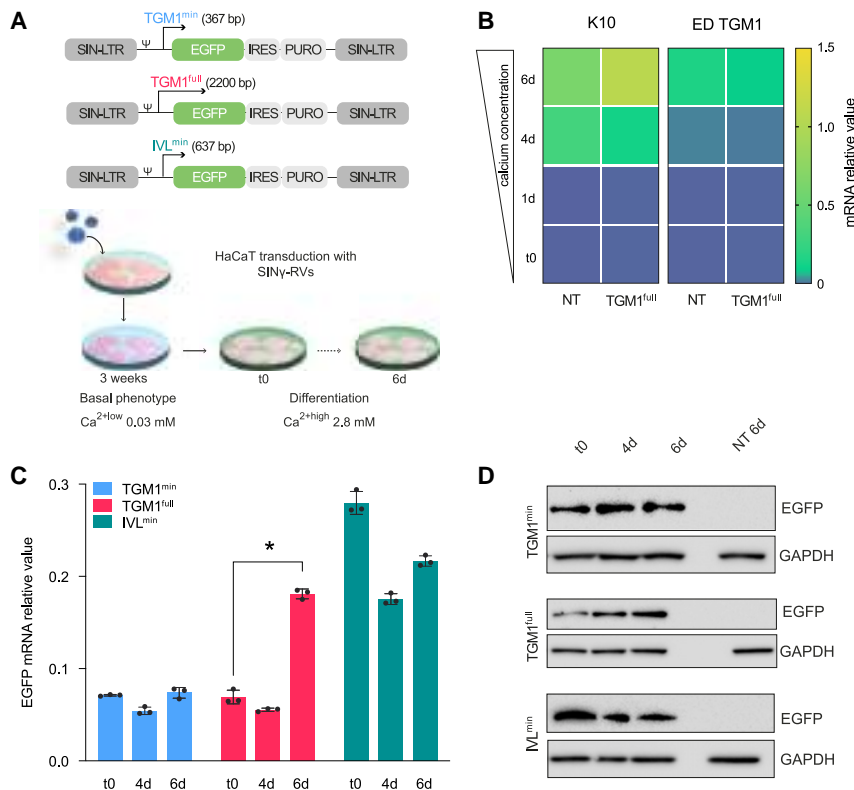 A
TGM1min (367 bp)
SIN-LTR Ψ EGFP IRES PURO SIN-LTR
TGM1full (2200 bp)
SIN-LTR Ψ EGFP IRES PURO SIN-LTR
IVLmin (637 bp)
SIN-LTR Ψ EGFP IRES PURO SIN-LTR
HaCaT transduction with
SINγ-RVs
3 weeks t0 6d
Basal phenotype Differentiation
Ca2+low 0.03 mM Ca2+high 2.8 mM
B
K10 ED TGM1
calcium concentration
6d
4d
1d
t0
NT TGM1full NT TGM1full
1.5
1.0
0.5
0
mRNA relative value
C
TGM1min
TGM1full
IVLmin
EGFP mRNA relative value
0.3
0.2
0.1
0.0
*
t0 4d 6d t0 4d 6d t0 4d 6d
D
t0 4d 6d NT 6d
TGM1min
EGFP
GAPDH
TGM1full
EGFP
GAPDH
IVLmin
EGFP
GAPDH